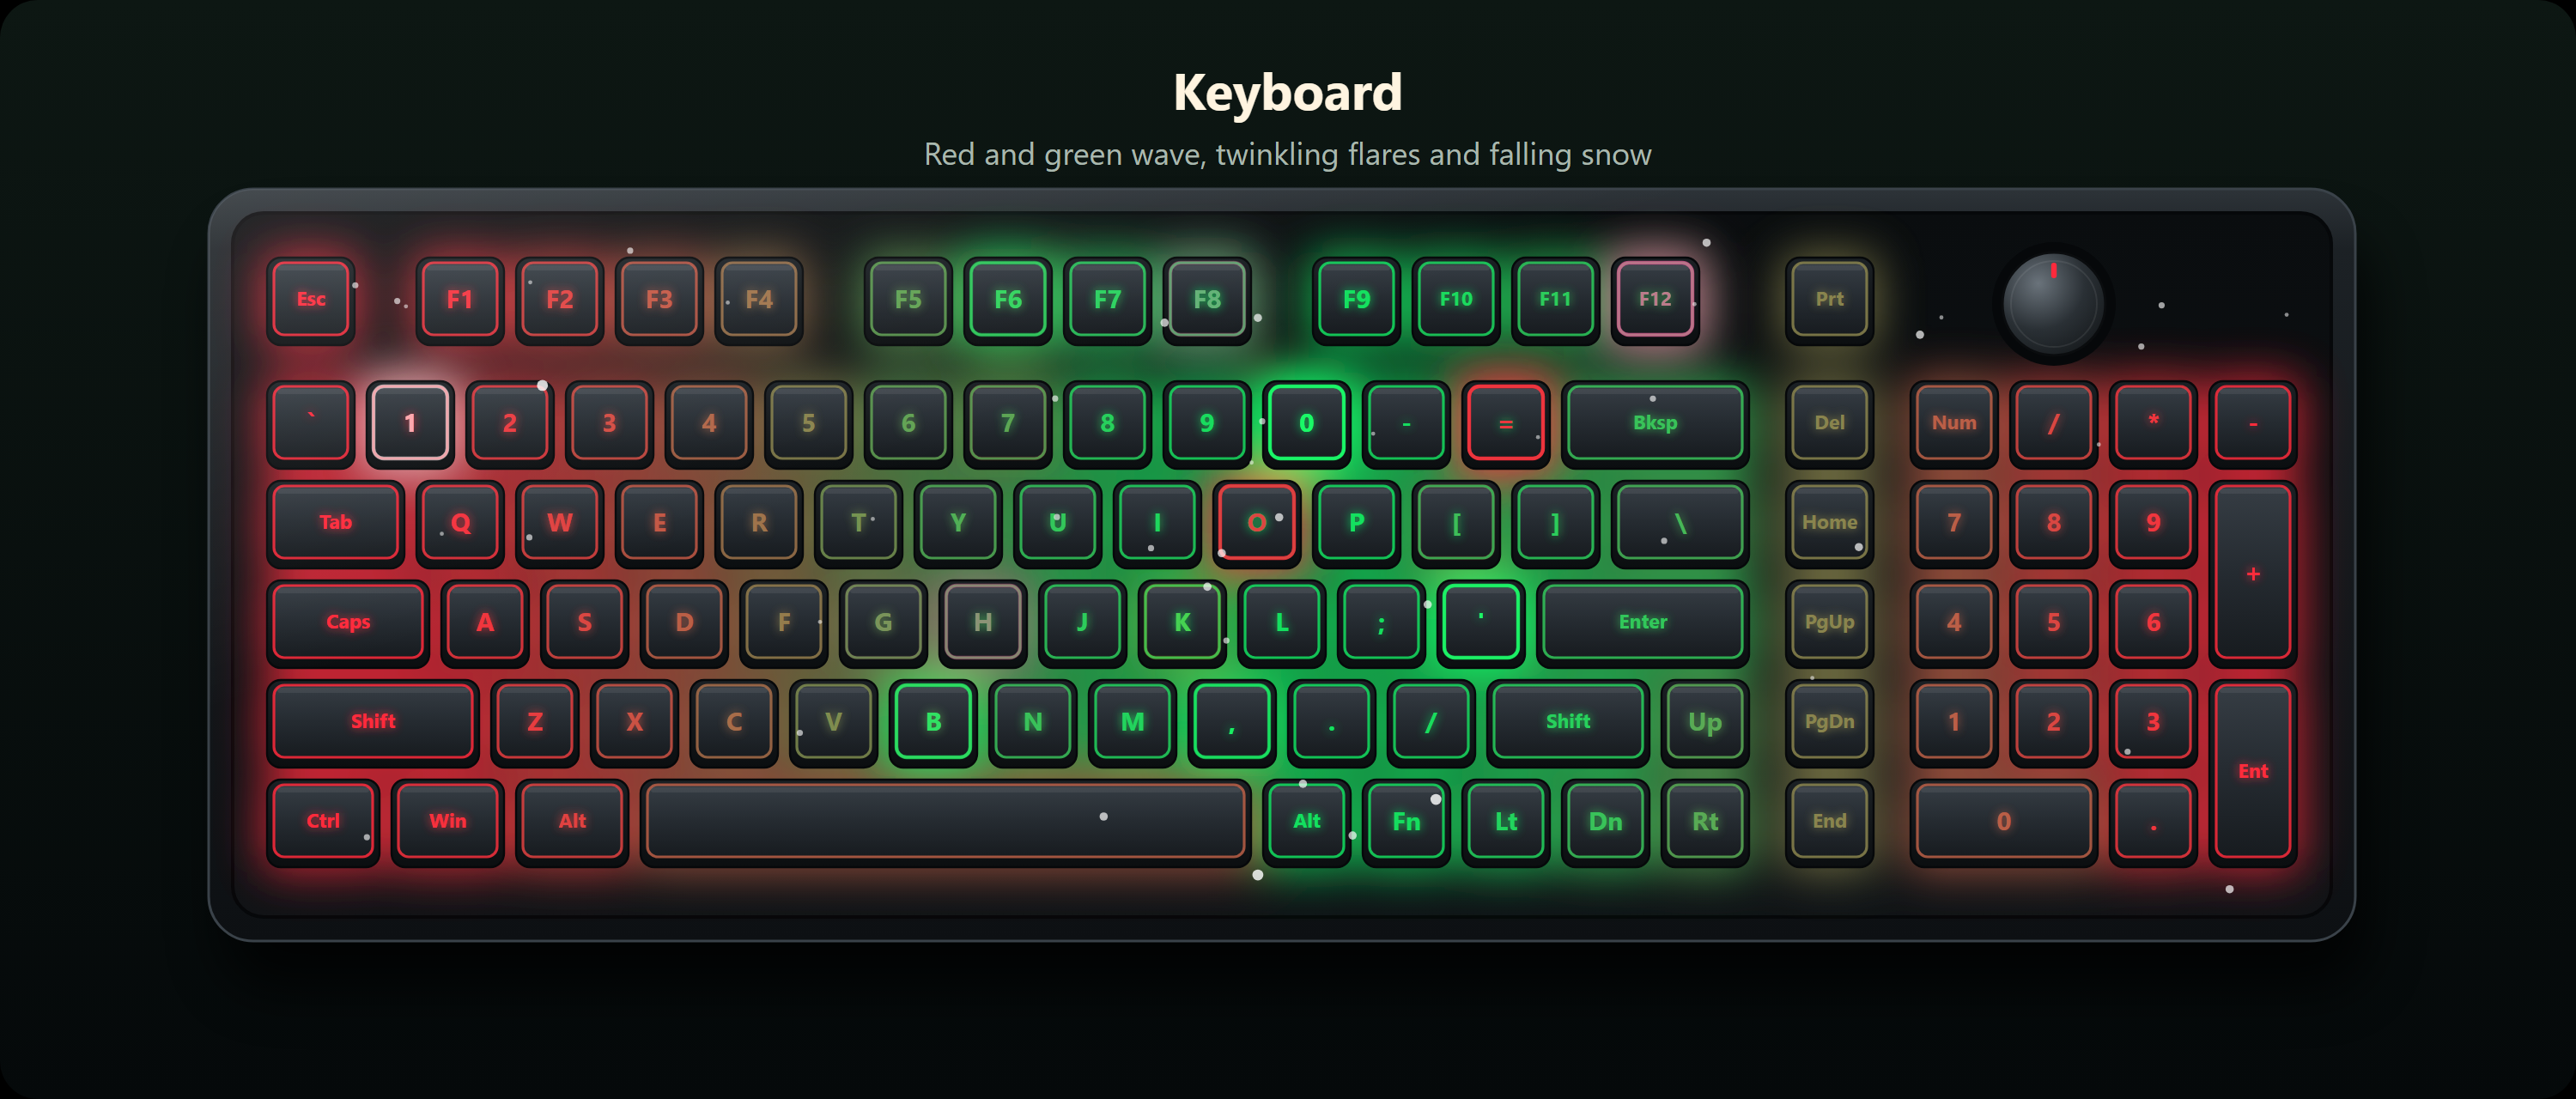 Keyboard
Red and green wave, twinkling flares and falling snow
Esc F1 F2 F3 F4 F5 F6 F7 F8 F9 F10 F11 F12 Prt
` 1 2 3 4 5 6 7 8 9 0 - = Bksp Del Num / * -
Tab Q W E R T Y U I O P [ ] \ Home 7 8 9
+
Caps A S D F G H J K L ; ' Enter PgUp 4 5 6
Shift Z X C V B N M , . / Shift Up PgDn 1 2 3
Ent
Ctrl Win Alt Alt Fn Lt Dn Rt End 0 .